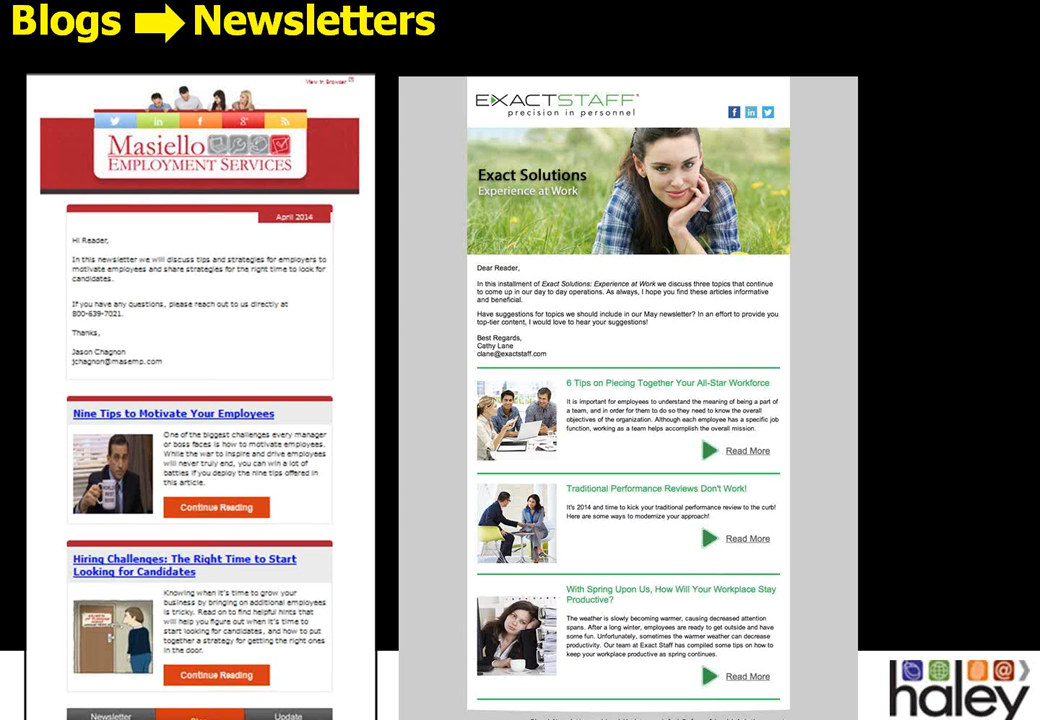 Blogs Newsletters
View in Browser
Masiello
EMPLOYMENT SERVICES
April 2014
Hi Reader,
In this newsletter we will discuss tips and strategies for employers to
motivate employees and share strategies for the right time to look for
candidates.
If you have any questions, please reach out to us directly at
800-639-7021.
Thanks,
Jason Chagnon
jchagnon@masemp.com
Nine Tips to Motivate Your Employees
One of the biggest challenges every manager
or boss faces is how to motivate employees.
While the war to inspire and drive employees
will never truly end, you can win a lot of
battles if you deploy the nine tips offered in
this article.
Continue Reading
Hiring Challenges: The Right Time to Start
Looking for Candidates
Knowing when it's time to grow your
business by bringing on additional employees
is tricky. Read on to find helpful hints that
will help you figure out when it's time to
start looking for candidates, and how to put
together a strategy for getting the right ones
in the door.
Continue Reading
Newsletter
Update
EXACTSTAFF
precision in personnel
Exact Solutions
Experience at Work
Dear Reader,
In this installment of Exact Solutions: Experience at Work we discuss three topics that continue
to come up in our day to day operations. As always, I hope you find these articles informative
and beneficial.
Have suggestions for topics we should include in our May newsletter? In an effort to provide you
top-tier content, I would love to hear your suggestions!
Best Regards,
Cathy Lane
clane@exactstaff.com
6 Tips on Piecing Together Your All-Star Workforce
It is important for employees to understand the meaning of being a part of
a team, and in order for them to do so they need to know the overall
objectives of the organization. Although each employee has a specific job
function, working as a team helps accomplish the overall mission.
Read More
Traditional Performance Reviews Don't Work!
It's 2014 and time to kick your traditional performance review to the curb!
Here are some ways to modernize your approach!
Read More
With Spring Upon Us, How Will Your Workplace Stay
Productive?
The weather is slowly becoming warmer, causing decreased attention
spans. After a long winter, employees are ready to get outside and have
some fun. Unfortunately, sometimes the warmer weather can decrease
productivity. Our team at Exact Staff has compiled some tips on how to
keep your workplace productive as spring continues.
Read More
haley